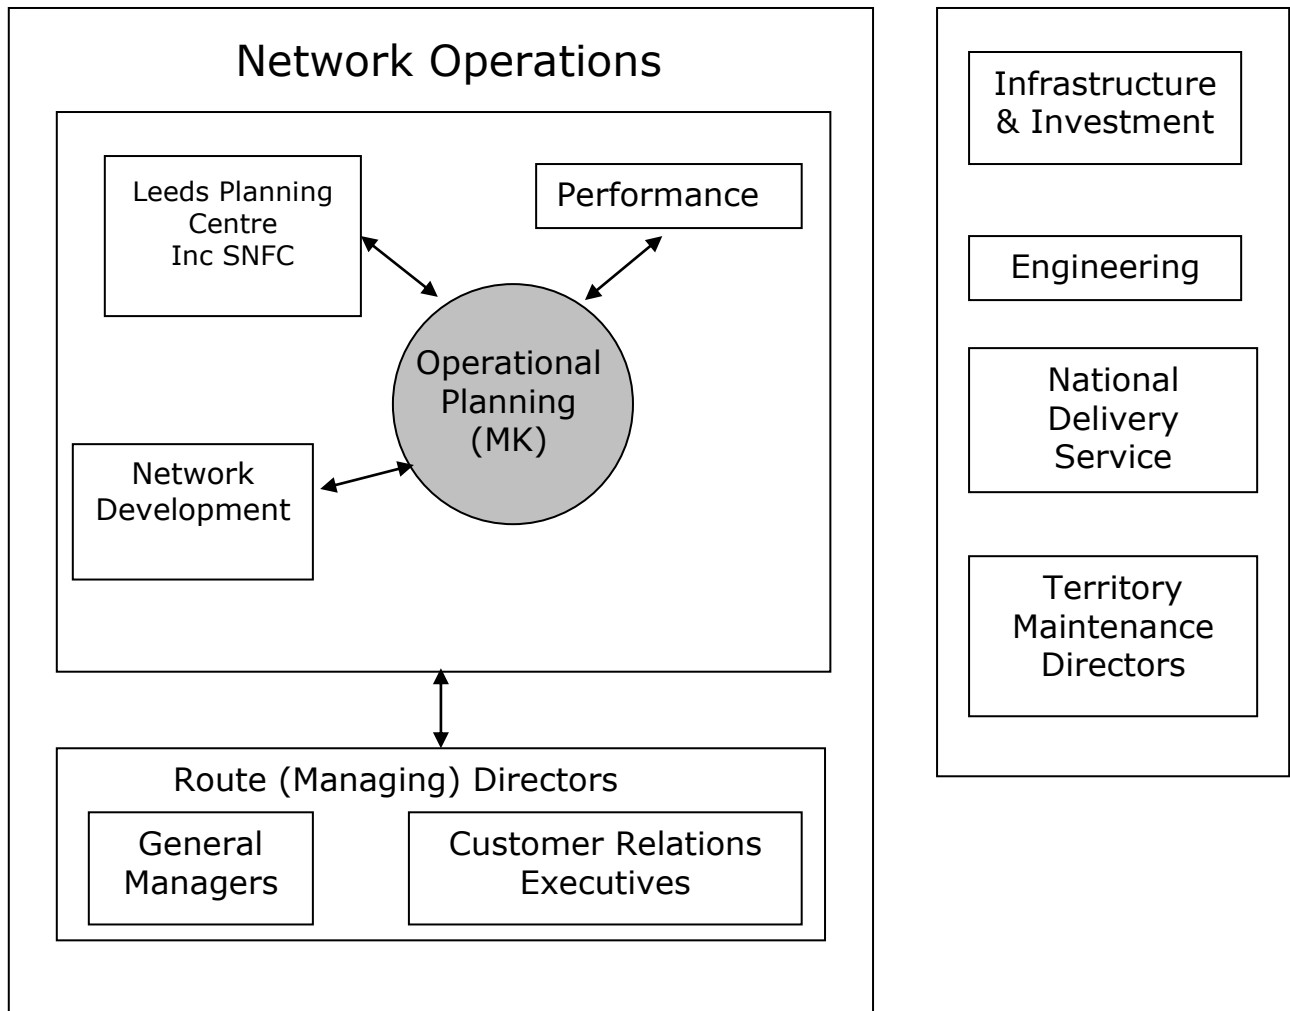 Network Operations
Leeds Planning
Centre
Inc SNFC
Performance
Operational
Planning
(MK)
Network
Development
Route (Managing) Directors
General
Managers
Customer Relations
Executives
Infrastructure
& Investment
Engineering
National
Delivery
Service
Territory
Maintenance
Directors